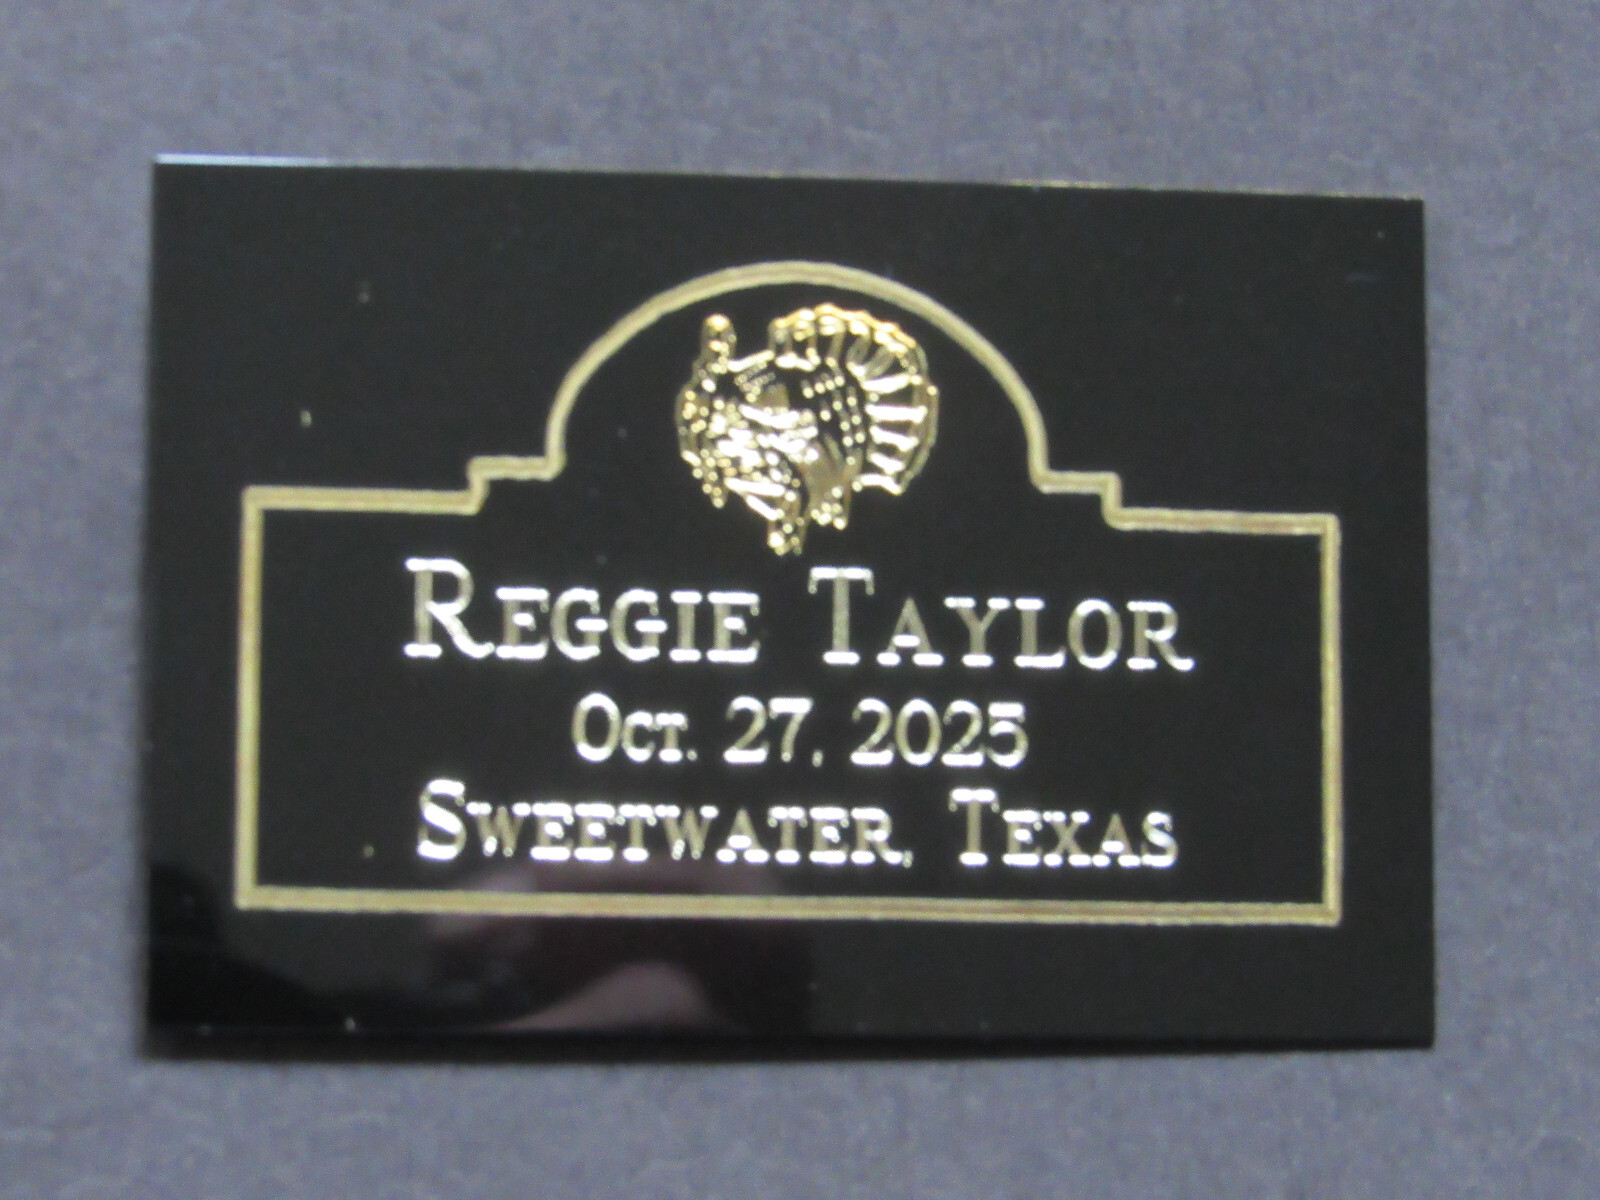 Reggie Taylor
Oct. 27, 2025
Sweetwater, Texas